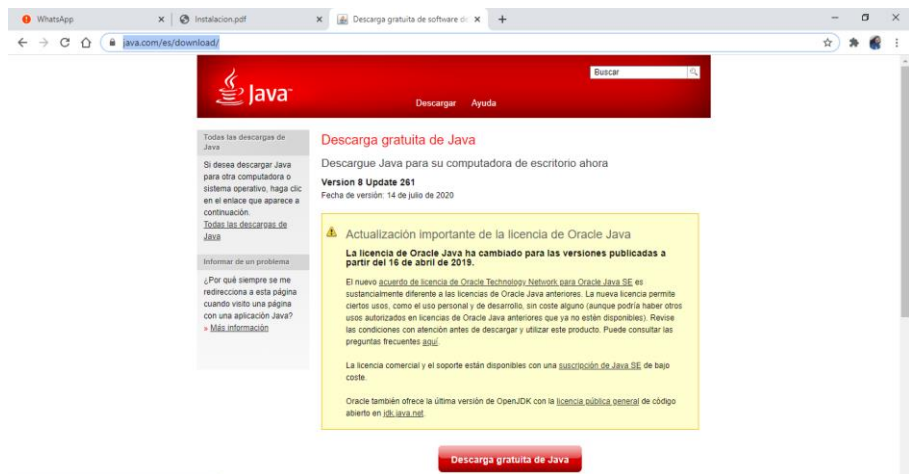 WhatsApp
Instalacion.pdf
Descarga gratuita de software de
java.com/es/download/
Java
Buscar
Descargar Ayuda
Todas las descargas de
Java
Si desea descargar Java
para otra computadora o
sistema operativo, haga clic
en el enlace que aparece a
continuación.
Todas las descargas de
Java
Informar de un problema
¿Por qué siempre se me
redirecciona a esta página
cuando visito una página
con una aplicación Java?
» Más información
Descarga gratuita de Java
Descargue Java para su computadora de escritorio ahora
Version 8 Update 261
Fecha de versión: 14 de julio de 2020
Actualización importante de la licencia de Oracle Java
La licencia de Oracle Java ha cambiado para las versiones publicadas a
partir del 16 de abril de 2019.
El nuevo acuerdo de licencia de Oracle Technology Network para Oracle Java SE es
sustancialmente diferente a las licencias de Oracle Java anteriores. La nueva licencia permite
ciertos usos, como el uso personal y de desarrollo, sin coste alguno (aunque podría haber otros
usos autorizados en licencias de Oracle Java anteriores que ya no estén disponibles). Revise
las condiciones con atención antes de descargar y utilizar este producto. Puede consultar las
preguntas frecuentes aquí.
La licencia comercial y el soporte están disponibles con una suscripción de Java SE de bajo
coste.
Oracle también ofrece la última versión de OpenJDK con la licencia pública general de código
abierto en jdk.java.net.
Descarga gratuita de Java